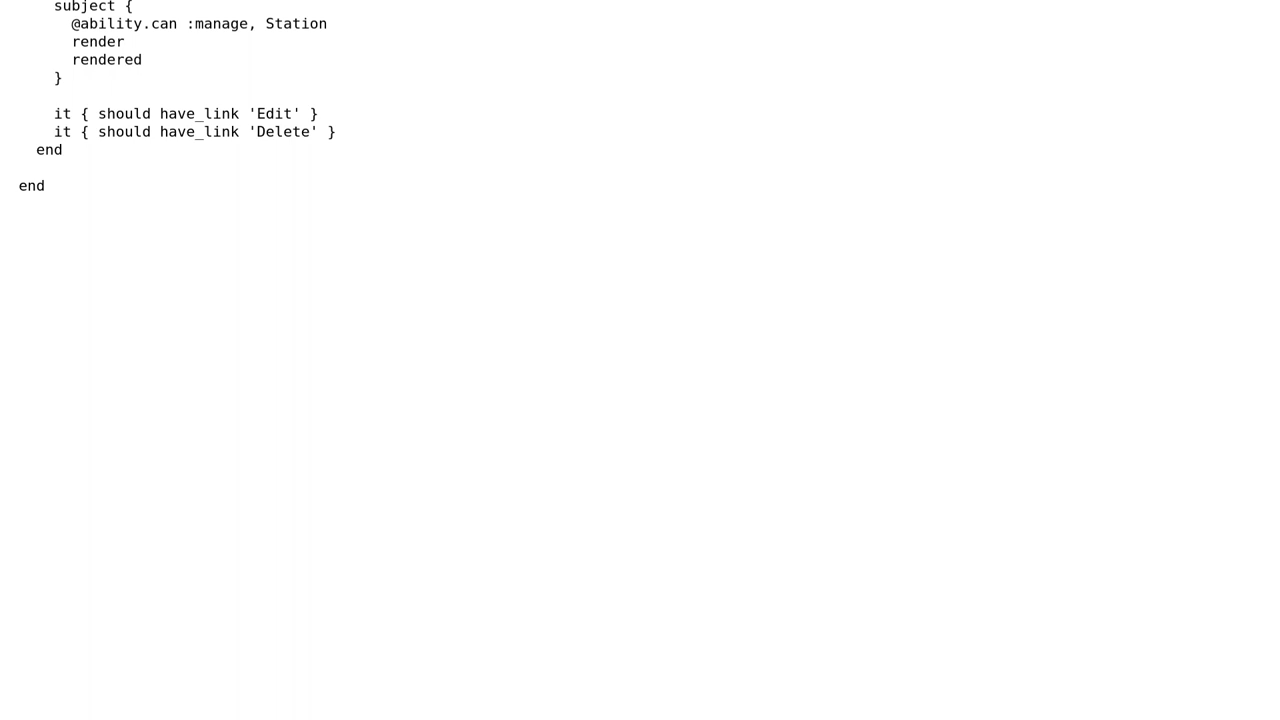 subject {
      @ability.can :manage, Station
      render
      rendered
    }

    it { should have_link 'Edit' }
    it { should have_link 'Delete' }
  end

end